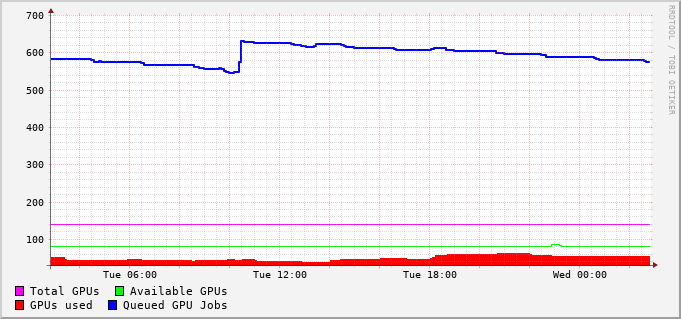 RRDTOOL / TOBI OETIKER
700
600
500
400
300
200
100
Tue 06:00 Tue 12:00 Tue 18:00 Wed 00:00
Total GPUs Available GPUs
GPUs used Queued GPU Jobs